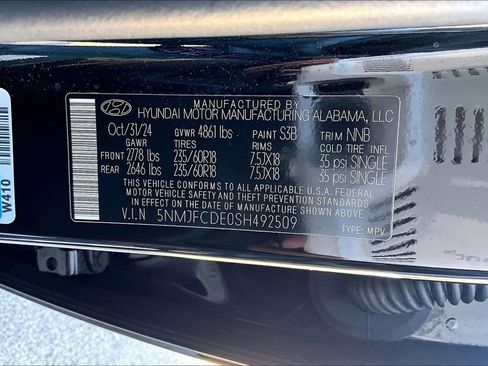 MANUFACTURED BY
HYUNDAI MOTOR MANUFACTURING ALABAMA, LLC
Oct/31/24 GVWR 4861 lbs PAINT S3B TRIM NNB
GAWR TIRES RIMS COLD TIRE INFL
FRONT 2778 lbs 235/60R18 7.5JX18 35 psi SINGLE
REAR 2646 lbs 235/60R18 7.5JX18 35 psi SINGLE
THIS VEHICLE CONFORMS TO ALL APPLICABLE U.S.A. FEDERAL
MOTOR VEHICLE SAFETY AND THEFT PREVENTION STANDARDS
IN EFFECT ON THE DATE OF MANUFACTURE SHOWN ABOVE.
V.I.N 5NMJFCDE0SH492509
TYPE: MPV
W410